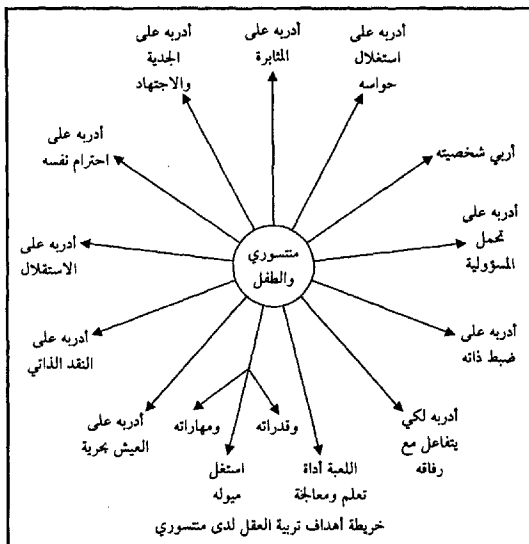 أدربه على
المثابرة
أدربه على
استغلال
حواسه
أربي شخصيته
أدربه على
تحمل
المسؤولية
أدربه على
ضبط ذاته
أدربه لكي
يتفاعل مع
رفاقه
اللعبة أداة
تعلم ومعالجة
استغل
ميوله
وقدراته
ومهاراته
أدربه على
العيش بحرية
أدربه على
النقد الذاتي
أدربه على
الاستقلال
أدربه على
احترام نفسه
أدربه على
الجدية
والاجتهاد
منتسوري
والطفل
خريطة أهداف تربية العقل لدى منتسوري